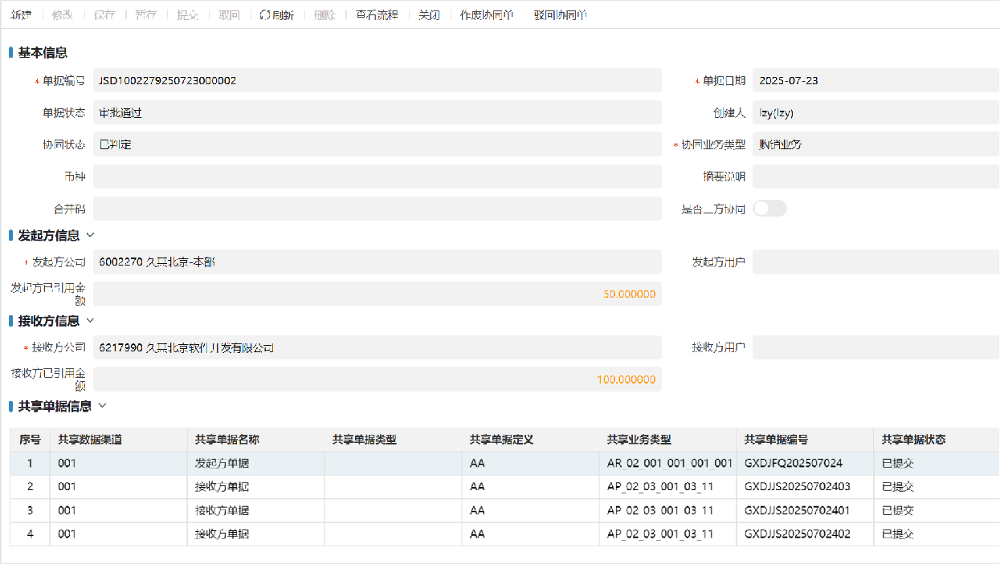 新建 修改 保存 暂存 提交 取回 刷新 删除 查看流程 关闭 作废协同单 驳回协同单
基本信息
* 单据编号 JSD1002279250723000002 * 单据日期 2025-07-23
单据状态 审批通过 创建人 lzy(lzy)
协同状态 已判定 * 协同业务类型 购销业务
币种 摘要说明
合并码 是否三方协同
发起方信息
* 发起方公司 6002270 久其北京-本部 发起方用户
发起方已引用金
额 50.000000
接收方信息
* 接收方公司 6217990 久其北京软件开发有限公司 接收方用户
接收方已引用金
额 100.000000
共享单据信息
序号 共享数据渠道 共享单据名称 共享单据类型 共享单据定义 共享业务类型 共享单据编号 共享单据状态
1 001 发起方单据 AA AR_02_001_001_001_001 GXDJFQ202507024 已提交
2 001 接收方单据 AA AP_02_03_001_03_11 GXDJJS20250702403 已提交
3 001 接收方单据 AA AP_02_03_001_03_11 GXDJJS20250702401 已提交
4 001 接收方单据 AA AP_02_03_001_03_11 GXDJJS20250702402 已提交